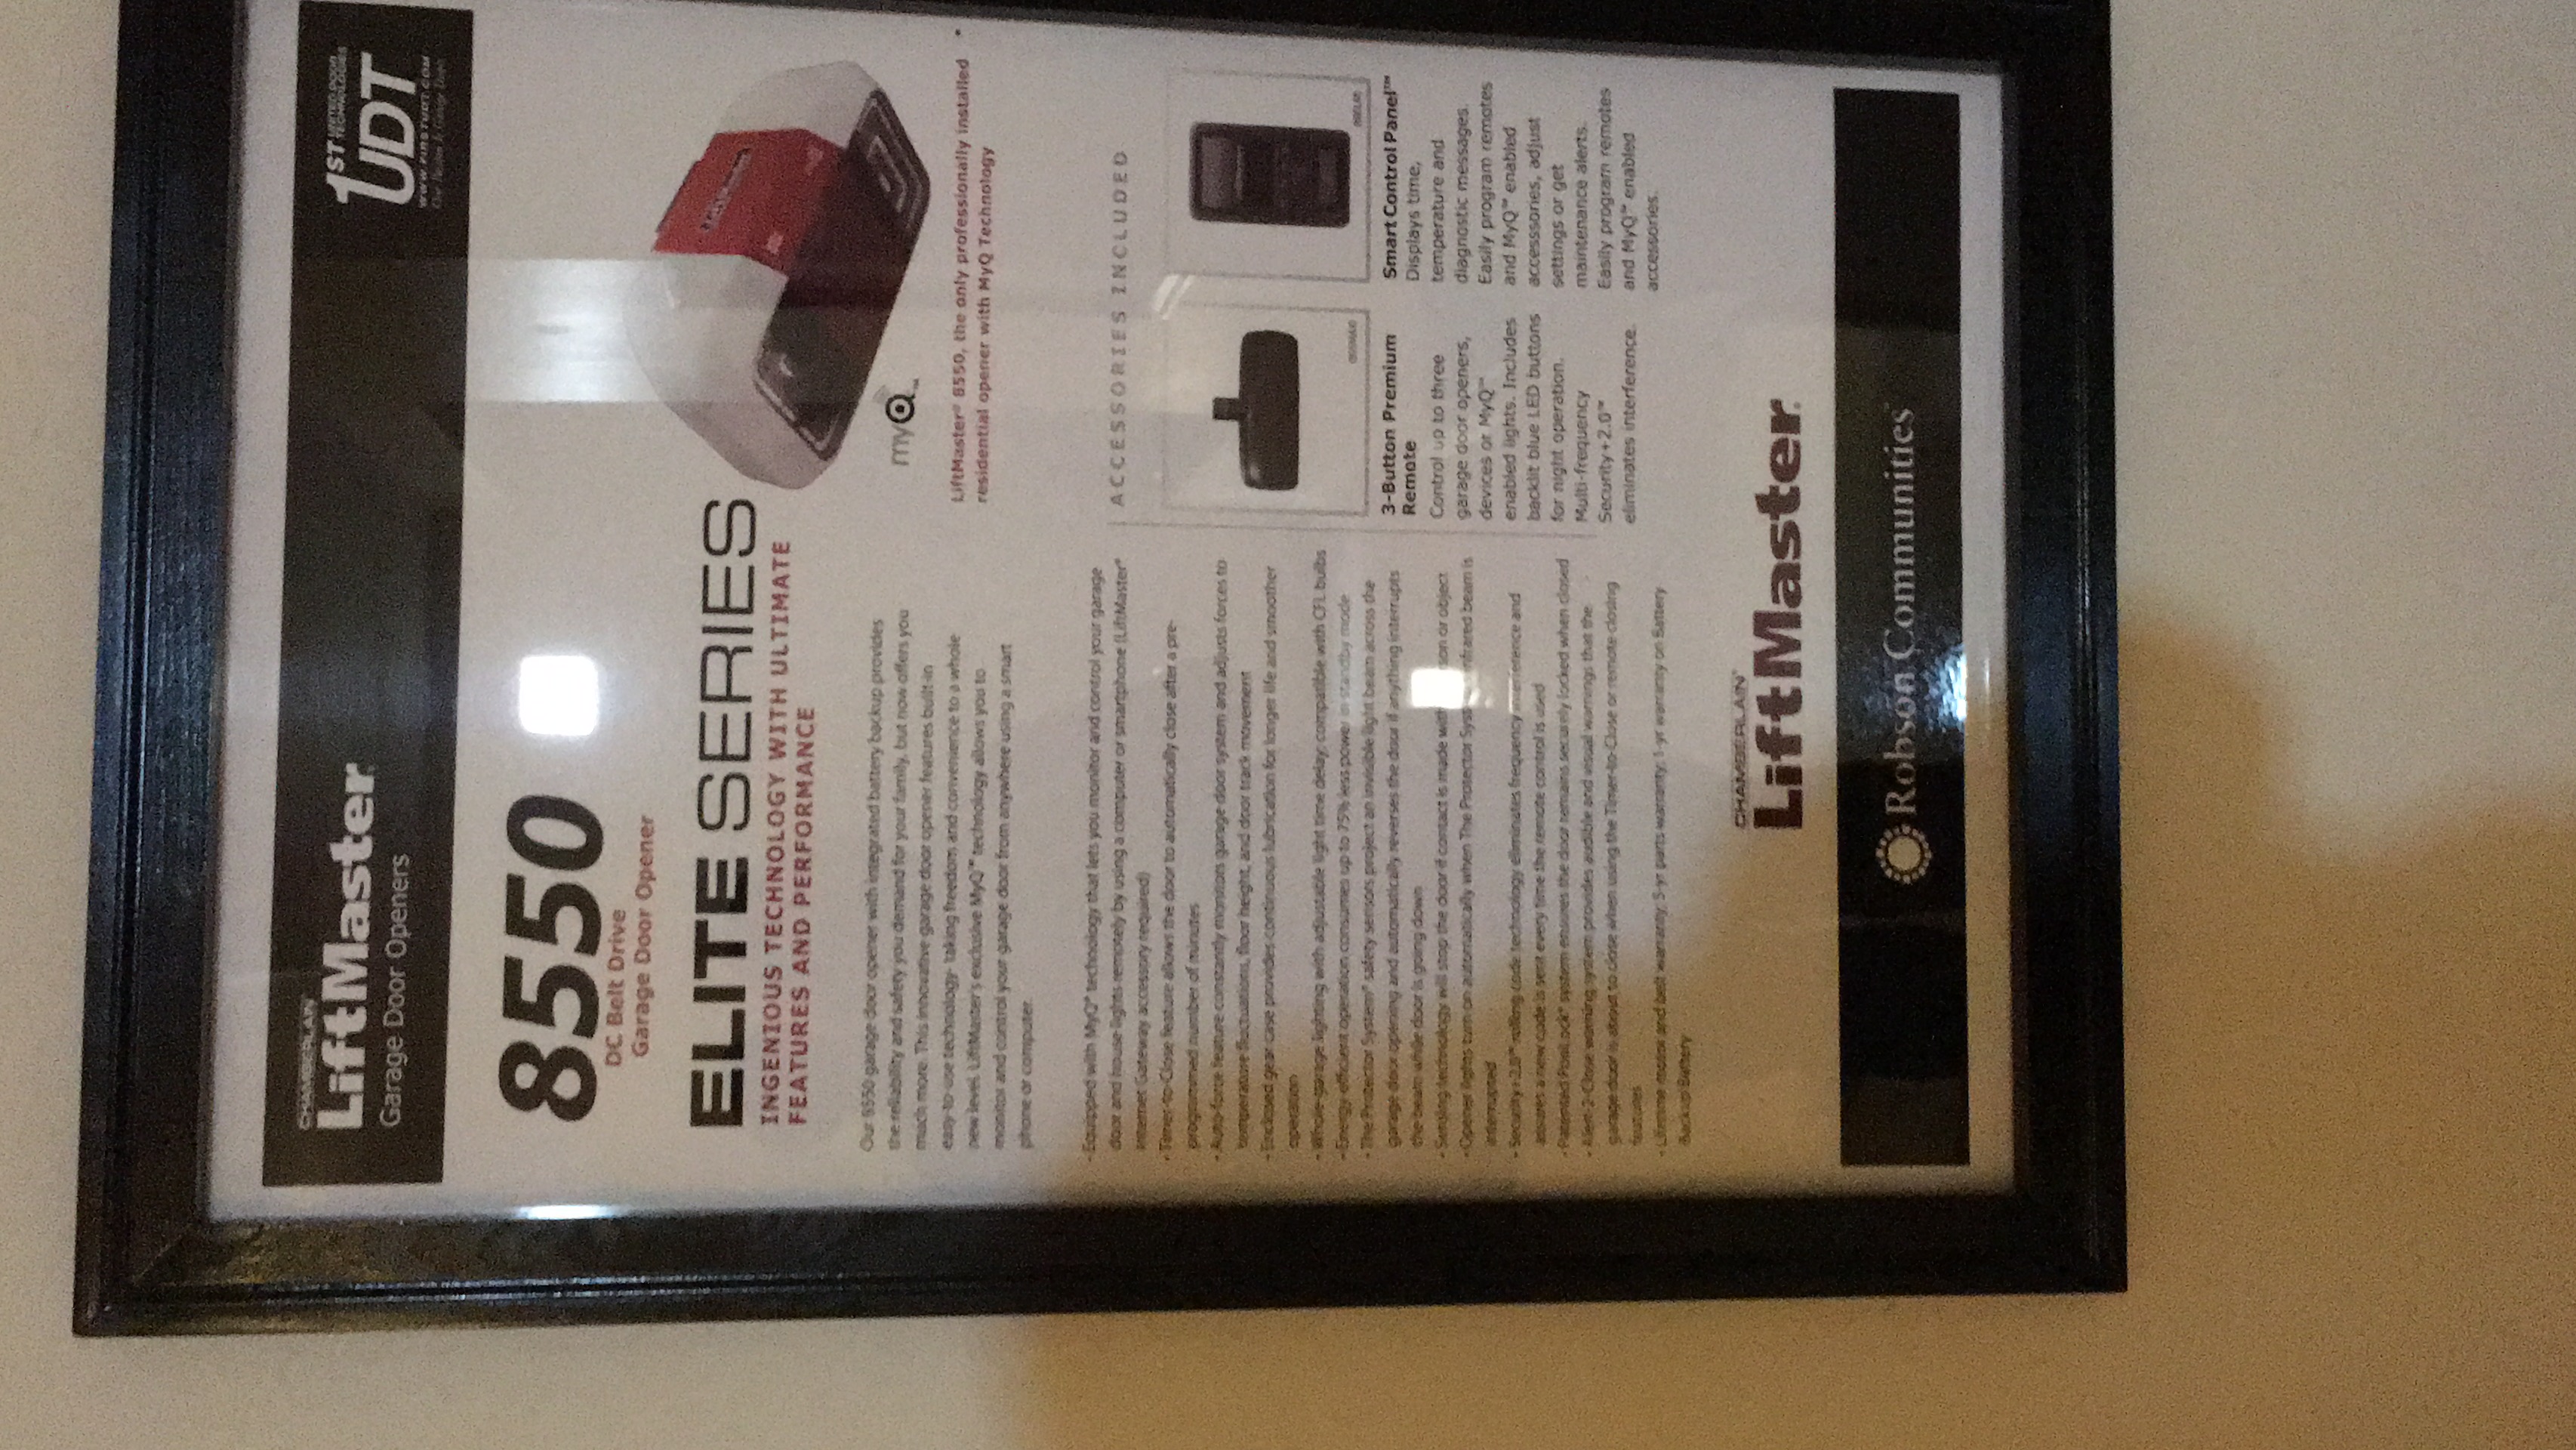 CHAMBERLAIN
LiftMaster
Garage Door Openers
1ST UNITED DOOR
TECHNOLOGIES
UDT
WWW.FIRSTUDT.COM
Our Passion Is Garage Doors
8550
DC Belt Drive
Garage Door Opener
ELITE SERIES
INGENIOUS TECHNOLOGY WITH ULTIMATE
FEATURES AND PERFORMANCE
Our 8550 garage door opener with integrated battery backup provides
the reliability and safety you demand for your family, but now offers you
much more. This innovative garage door opener features built-in
easy-to-use technology- taking freedom and convenience to a whole
new level. LiftMaster's exclusive MyQ™ technology allows you to
monitor and control your garage door from anywhere using a smart
phone or computer.
myQ™
LiftMaster® 8550, the only professionally installed
residential opener with MyQ Technology
- Equipped with MyQ® technology that lets you monitor and control your garage
door and house lights remotely by using a computer or smartphone (LiftMaster®
Internet Gateway accessory required)
- Timer-to-Close feature allows the door to automatically close after a pre-
programmed number of minutes
- Auto-force feature constantly monitors garage door system and adjusts forces to
temperature fluctuations, floor height, and door track movement
- Enclosed gear case provides continuous lubrication for longer life and smoother
operation
- Whole-garage lighting with adjustable light time delay; compatible with CFL bulbs
- Energy-efficient operation consumes up to 75% less power in standby mode
- The Protector System® safety sensors project an invisible light beam across the
garage door opening and automatically reverses the door if anything interrupts
the beam while door is going down
- Sensing technology will stop the door if contact is made with son or object
- Opener lights turn on automatically when The Protector Syst infrared beam is
interrupted
- Security+2.0™ rolling code technology eliminates frequency interference and
assures a new code is sent every time the remote control is used
- Patented PosiLock® system ensures the door remains securely locked when closed
- Alert-2-Close warning system provides audible and visual warnings that the
garage door is about to close when using the Timer-to-Close or remote closing
features
- Lifetime motor and belt warranty; 5-yr parts warranty; 1-yr warranty on Battery
Backup Battery
ACCESSORIES INCLUDED
3-Button Premium
Remote
Control up to three
garage door openers,
devices or MyQ™
enabled lights. Includes
backlit blue LED buttons
for night operation.
Multi-frequency
Security+2.0™
eliminates interference.
Smart Control Panel™
Displays time,
temperature and
diagnostic messages.
Easily program remotes
and MyQ™ enabled
accesssories, adjust
settings or get
maintenance alerts.
Easily program remotes
and MyQ™ enabled
accessories.
CHAMBERLAIN®
LiftMaster
Robson Communities